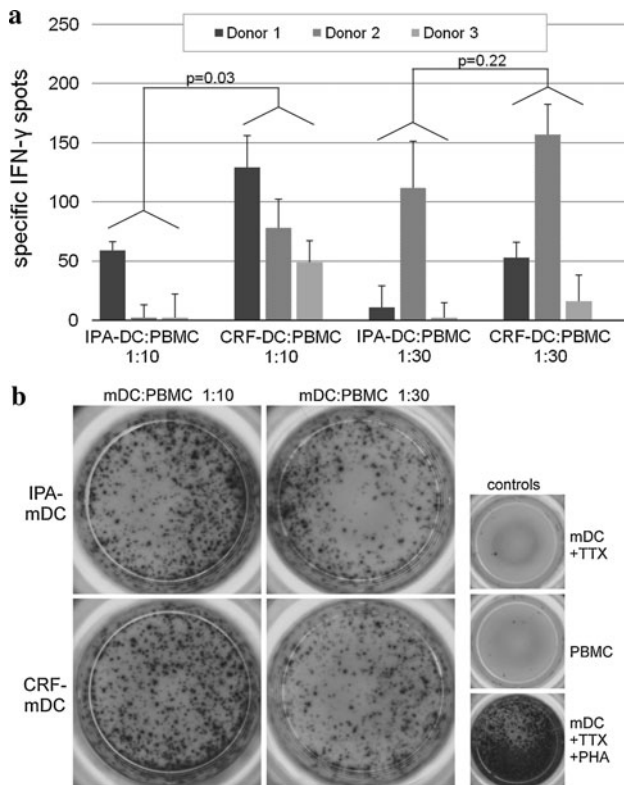 a
250
Donor 1 Donor 2 Donor 3
200
p=0.03
p=0.22
150
100
50
0
specific IFN-γ spots
IPA-DC:PBMC
1:10
CRF-DC:PBMC
1:10
IPA-DC:PBMC
1:30
CRF-DC:PBMC
1:30
b
mDC:PBMC 1:10
mDC:PBMC 1:30
IPA-
mDC
CRF-
mDC
controls
mDC
+TTX
PBMC
mDC
+TTX
+PHA